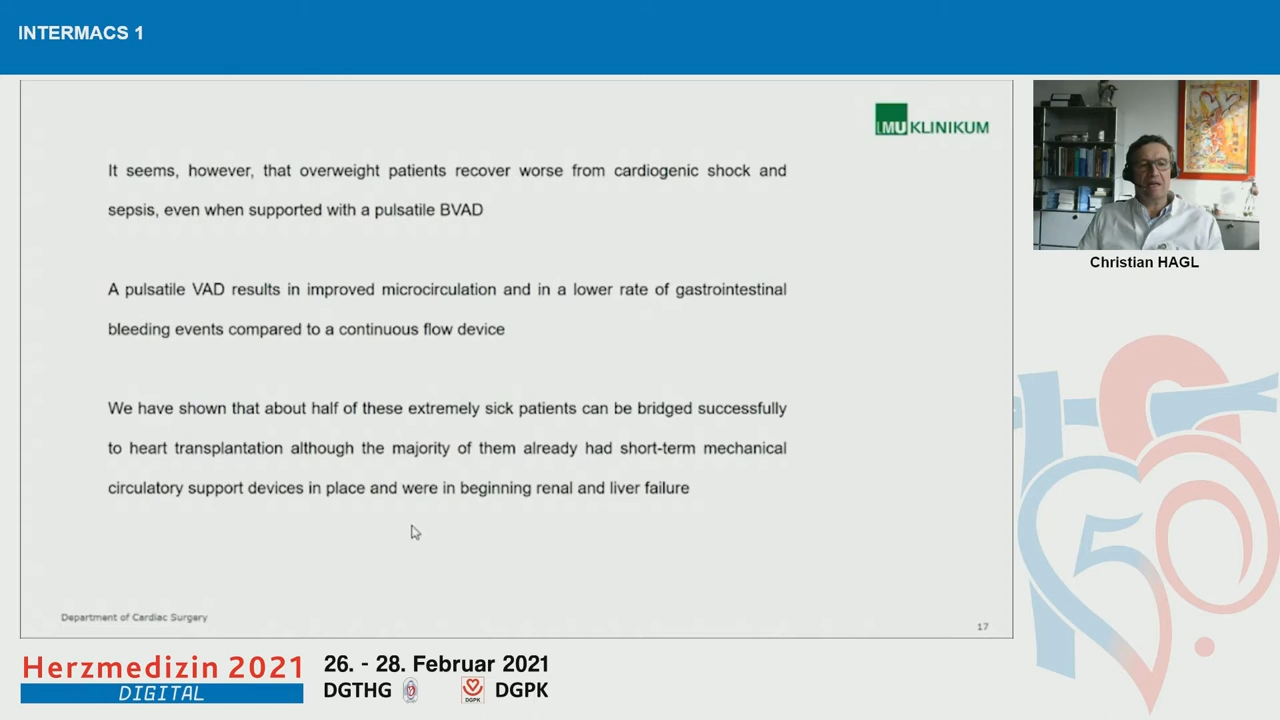 INTERMACS 1
LMU KLINIKUM
It seems, however, that overweight patients recover worse from cardiogenic shock and
sepsis, even when supported with a pulsatile BVAD
A pulsatile VAD results in improved microcirculation and in a lower rate of gastrointestinal
bleeding events compared to a continuous flow device
We have shown that about half of these extremely sick patients can be bridged successfully
to heart transplantation although the majority of them already had short-term mechanical
circulatory support devices in place and were in beginning renal and liver failure
Department of Cardiac Surgery
17
Christian HAGL
50
Herzmedizin 2021
DIGITAL
26. - 28. Februar 2021
DGTHG
DGPK
DGPK